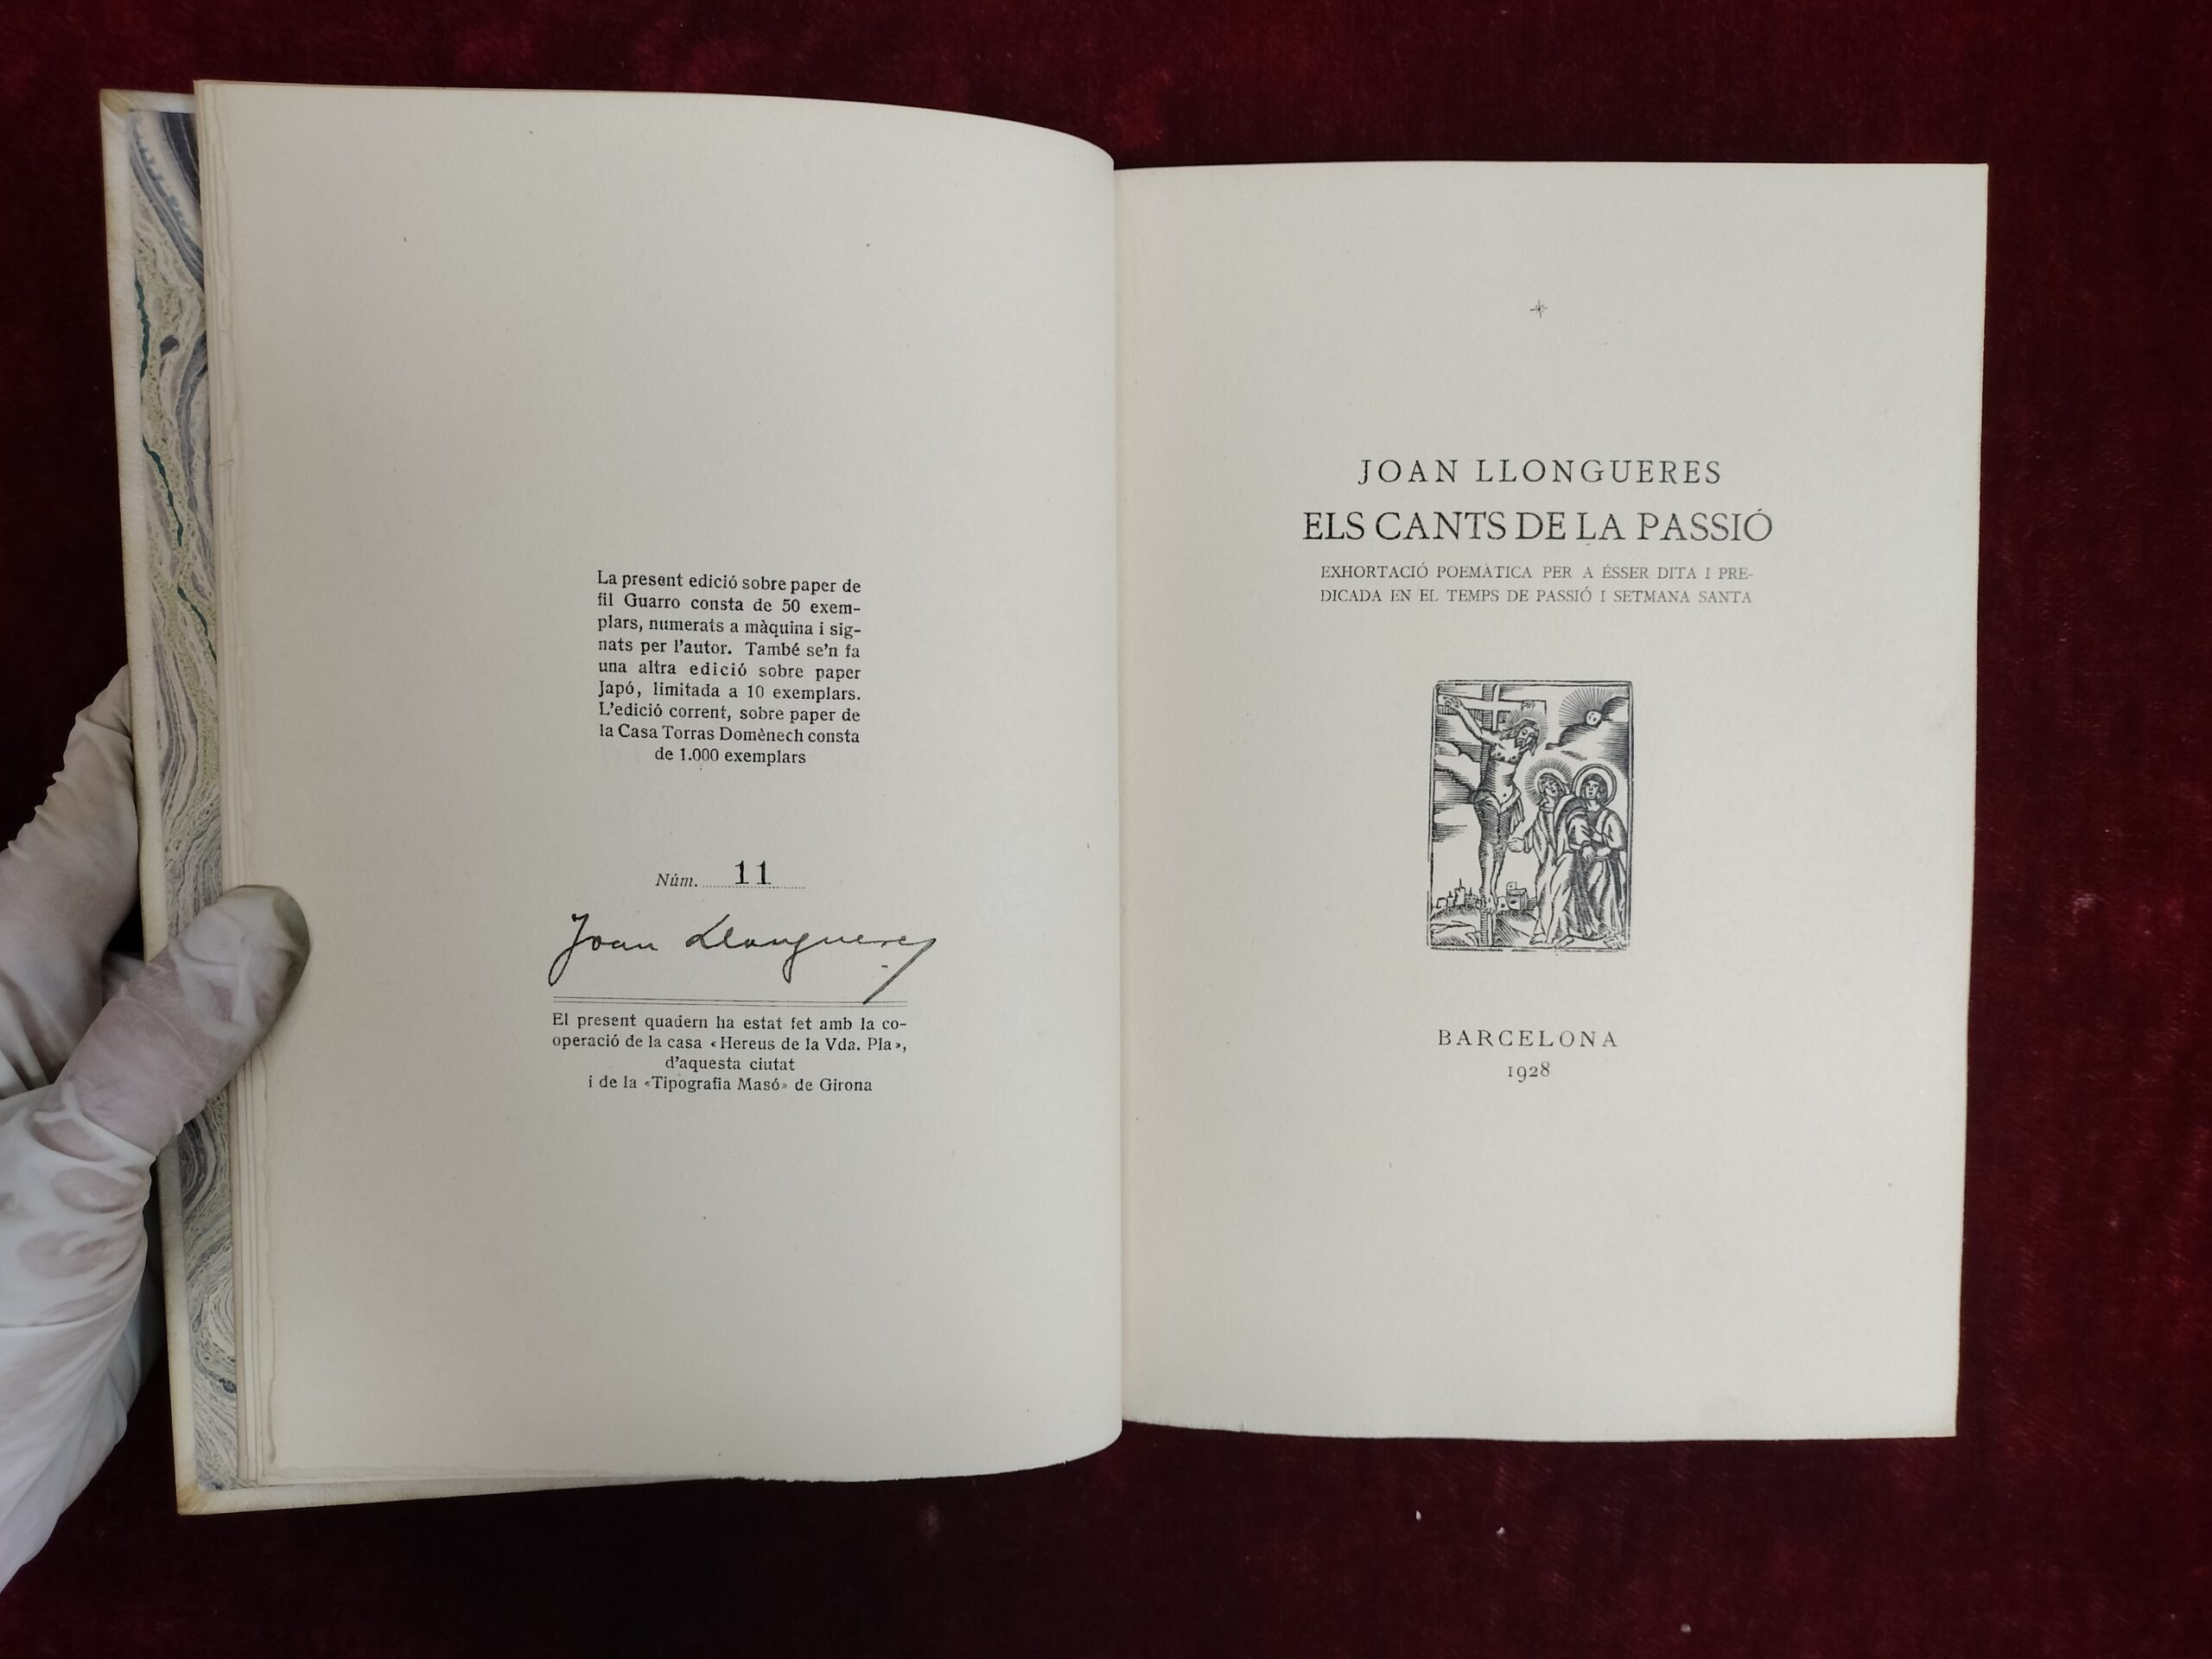 La present edició sobre paper de
fil Guarro consta de 50 exem-
plars, numerats a màquina i sig-
nats per l'autor. També se'n fa
una altra edició sobre paper
Japó, limitada a 10 exemplars.
L'edició corrent, sobre paper de
la Casa Torras Domènech consta
de 1.000 exemplars
Núm. 11
Joan Llongueres
El present quadern ha estat fet amb la co-
operació de la casa «Hereus de la Vda. Pla»,
d'aquesta ciutat
i de la «Tipografia Masó» de Girona
JOAN LLONGUERES
ELS CANTS DE LA PASSIÓ
EXHORTACIÓ POEMÀTICA PER A ÉSSER DITA I PRE-
DICADA EN EL TEMPS DE PASSIÓ I SETMANA SANTA
BARCELONA
1928